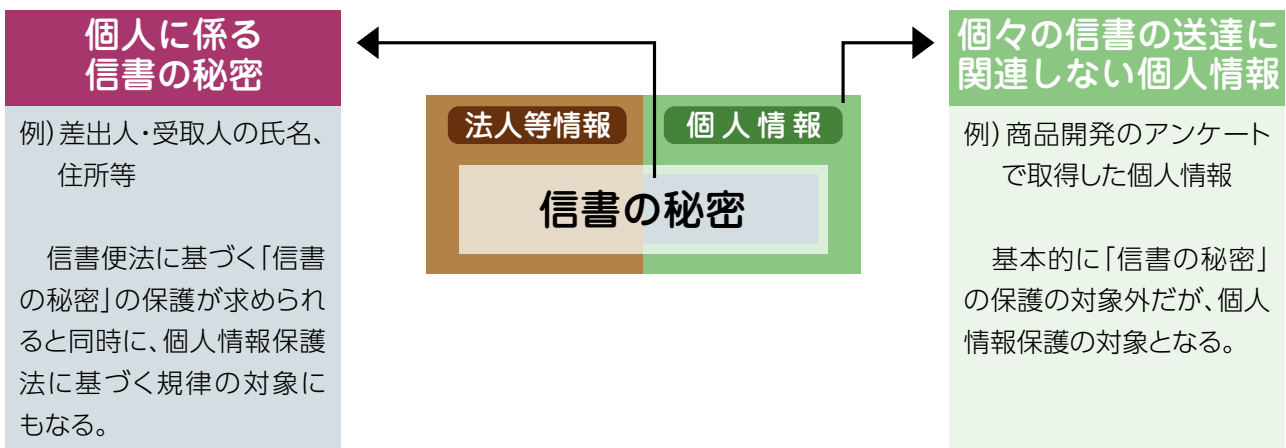 個人に係る
信書の秘密
例）差出人・受取人の氏名、
住所等
信書便法に基づく「信書
の秘密」の保護が求められ
ると同時に、個人情報保護
法に基づく規律の対象に
もなる。
法人等情報
個人情報
信書の秘密
個々の信書の送達に
関連しない個人情報
例）商品開発のアンケート
で取得した個人情報
基本的に「信書の秘密」
の保護の対象外だが、個人
情報保護の対象となる。